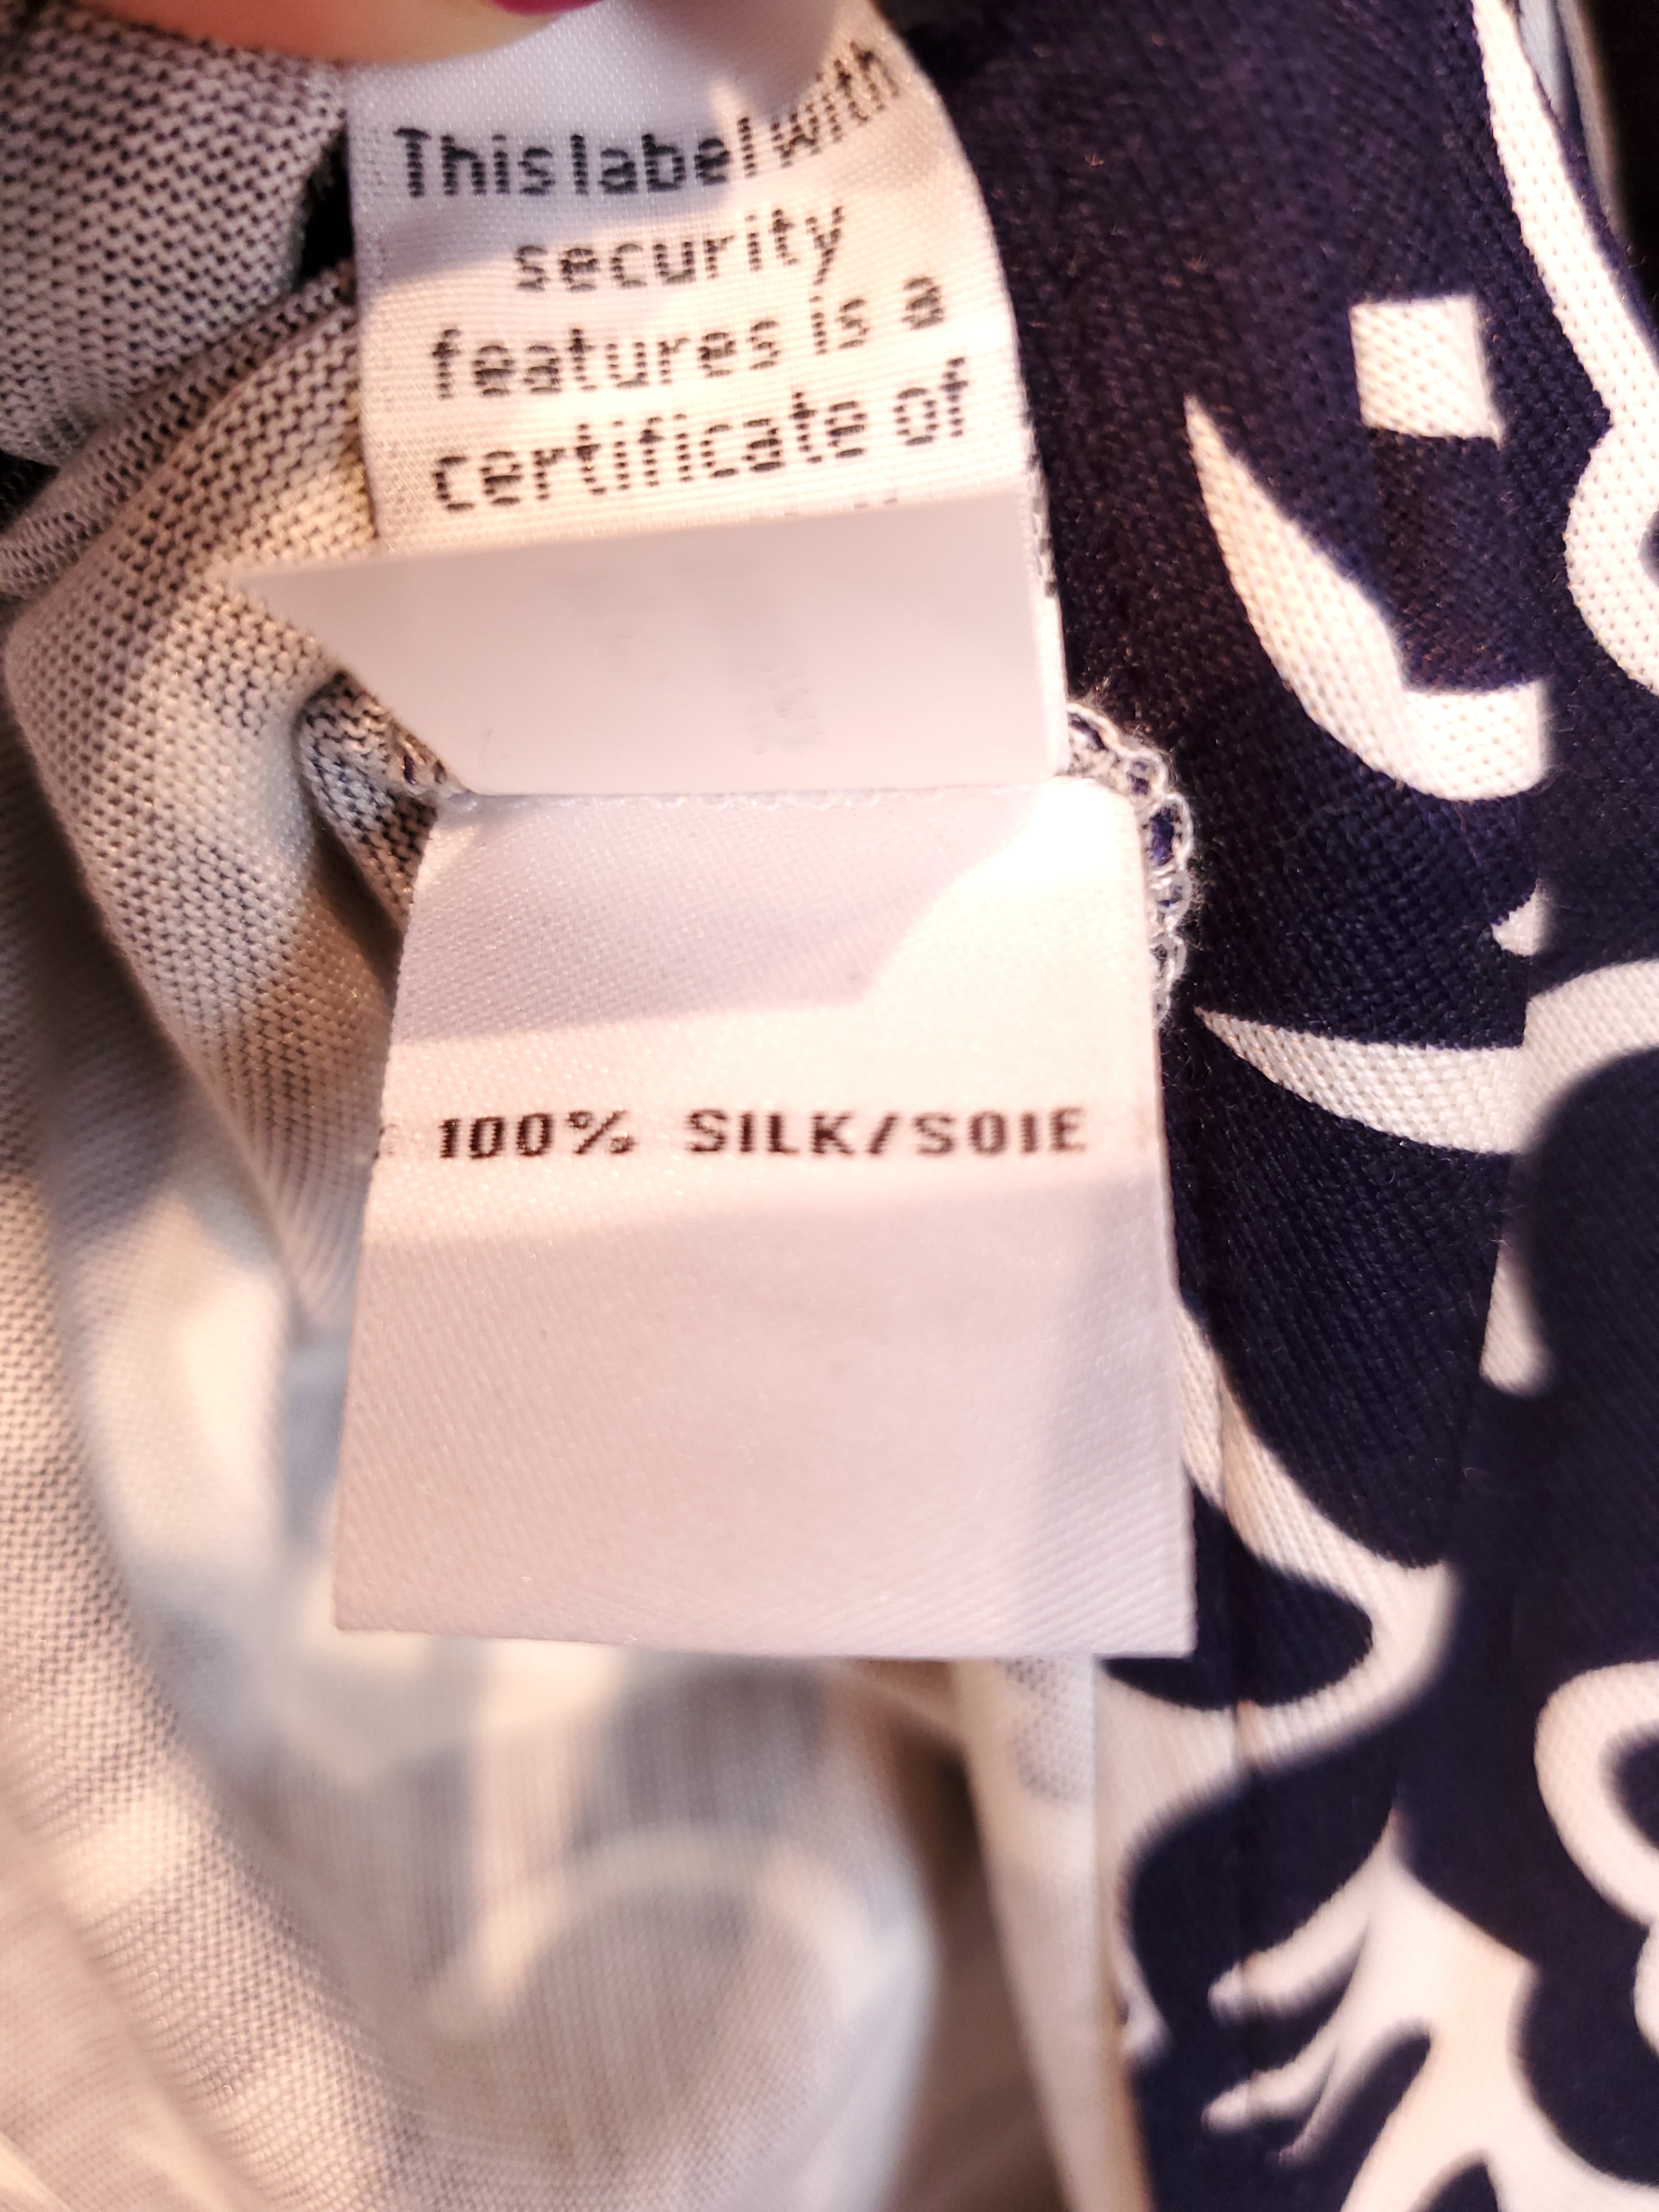 This label with
security
features is a
certificate of
100% SILK/SOIE